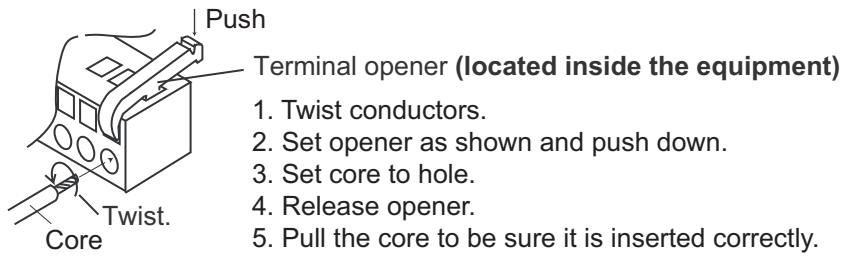 Push
Terminal opener (located inside the equipment)
1. Twist conductors.
2. Set opener as shown and push down.
3. Set core to hole.
4. Release opener.
5. Pull the core to be sure it is inserted correctly.
Twist.
Core